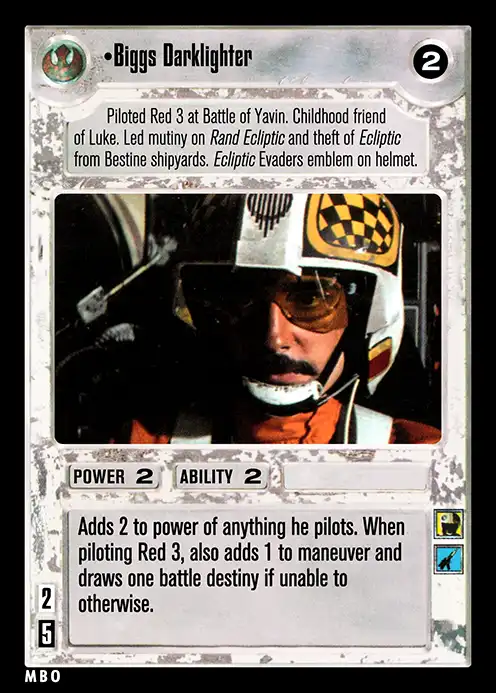 •Biggs Darklighter
2
Piloted Red 3 at Battle of Yavin. Childhood friend
of Luke. Led mutiny on Rand Ecliptic and theft of Ecliptic
from Bestine shipyards. Ecliptic Evaders emblem on helmet.
POWER 2 ABILITY 2
Adds 2 to power of anything he pilots. When
piloting Red 3, also adds 1 to maneuver and
draws one battle destiny if unable to
otherwise.
2
5
MBO